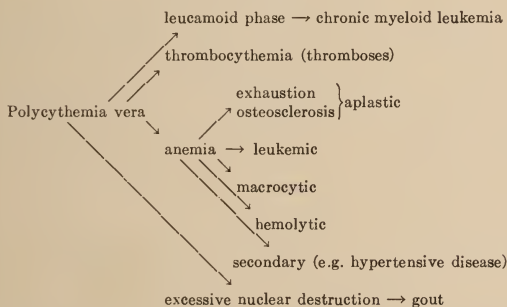 leucamoid phase → chronic myeloid leukemia
thrombocythemia (thromboses)
exhaustion
osteosclerosis } aplastic
Polycythemia vera
anemia → leukemic
macrocytic
hemolytic
secondary (e.g. hypertensive disease)
excessive nuclear destruction → gout